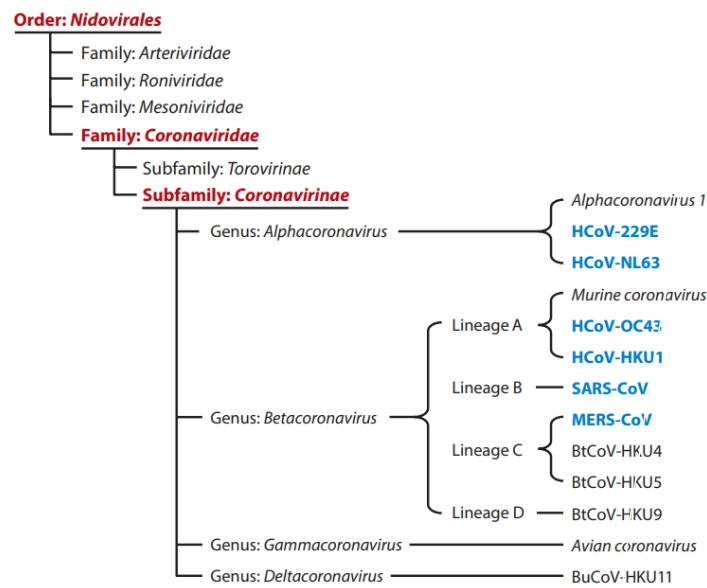 Order: Nidovirales
Family: Arteriviridae
Family: Roniviridae
Family: Mesoniviridae
Family: Coronaviridae
Subfamily: Torovirinae
Subfamily: Coronavirinae
Genus: Alphacoronavirus
Alphacoronavirus 1
HCoV-229E
HCoV-NL63
Genus: Betacoronavirus
Lineage A
Murine coronavirus
HCoV-OC43
HCoV-HKU1
Lineage B
SARS-CoV
Lineage C
MERS-CoV
BtCoV-HKU4
BtCoV-HKU5
Lineage D
BtCoV-HKU9
Genus: Gammacoronavirus
Avian coronavirus
Genus: Deltacoronavirus
BuCoV-HKU11